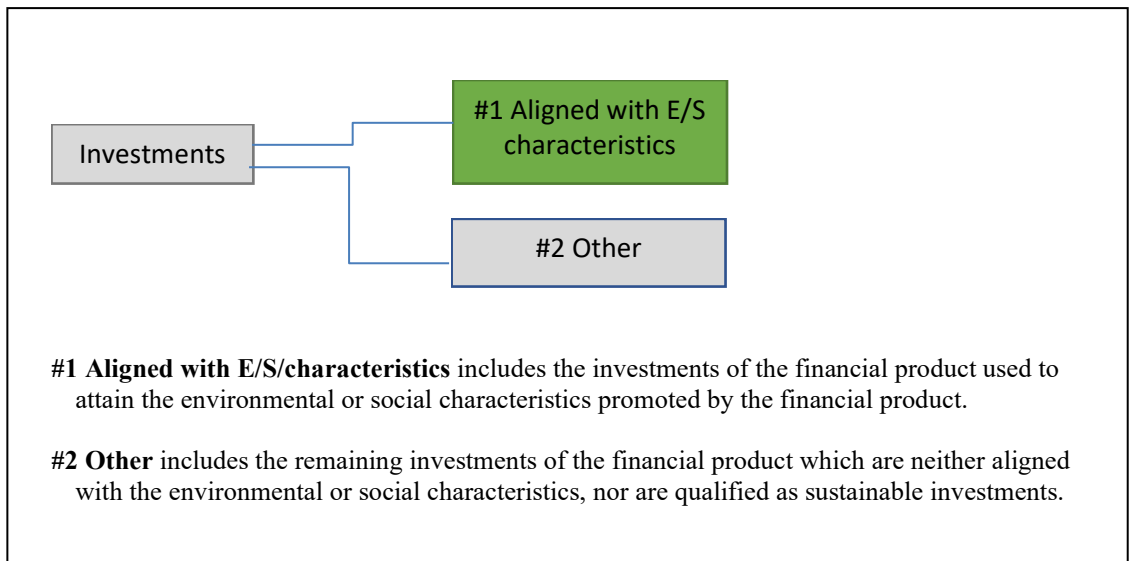 #1 Aligned with E/S
characteristics
Investments
#2 Other
#1 Aligned with E/S/characteristics includes the investments of the financial product used to
attain the environmental or social characteristics promoted by the financial product.
#2 Other includes the remaining investments of the financial product which are neither aligned
with the environmental or social characteristics, nor are qualified as sustainable investments.